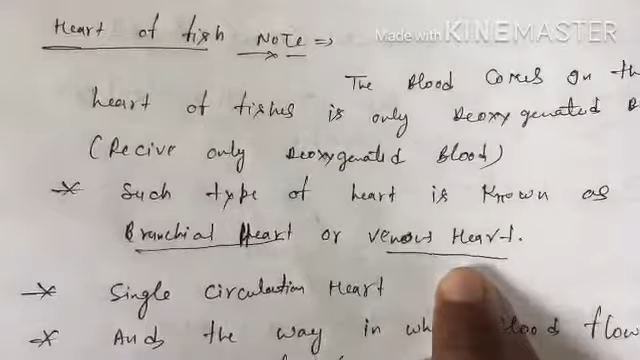 Heart of fish NoTE ⇒
Made with KINEMASTER
The Blood Comes on th
heart of fishes is only Deoxygenated B
(Recive only Deoxygenated Blood)
Such type of heart is Known as
Branchial Heart or venous Heart.
Single Circulation Heart
And the way in wh Blood flow